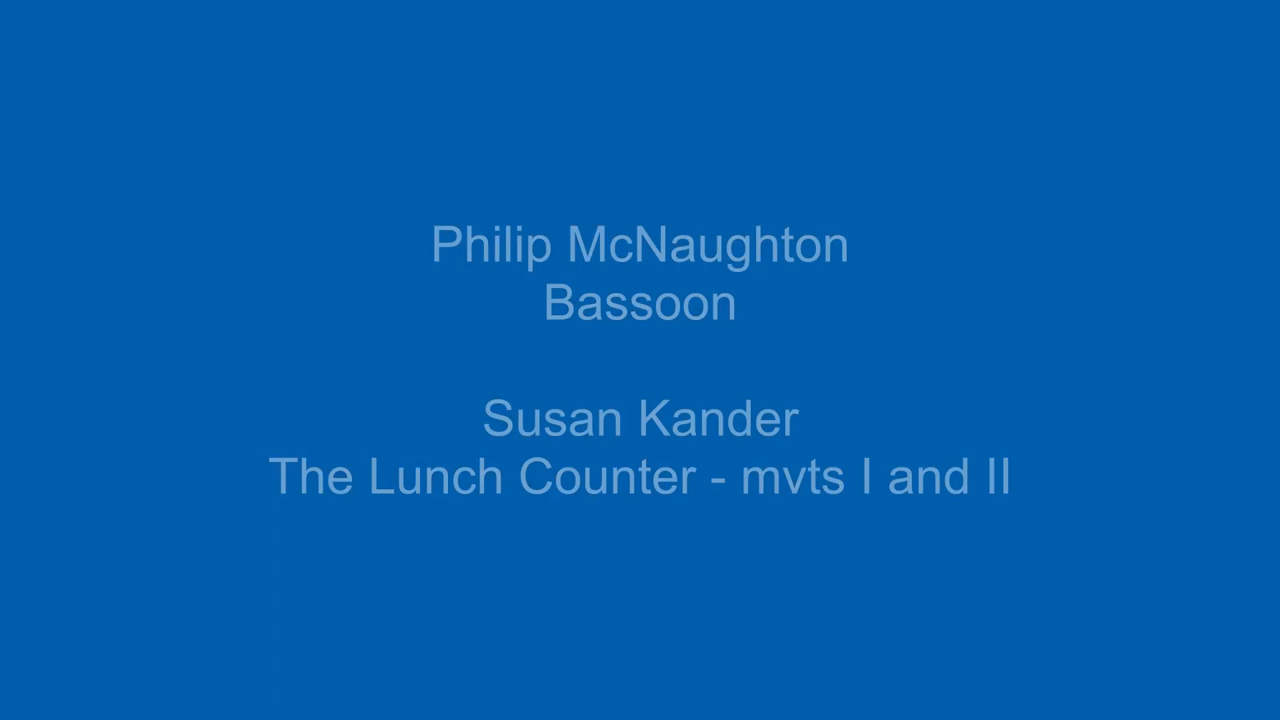 Philip McNaughton
Bassoon
Susan Kander
The Lunch Counter - mvts I and II